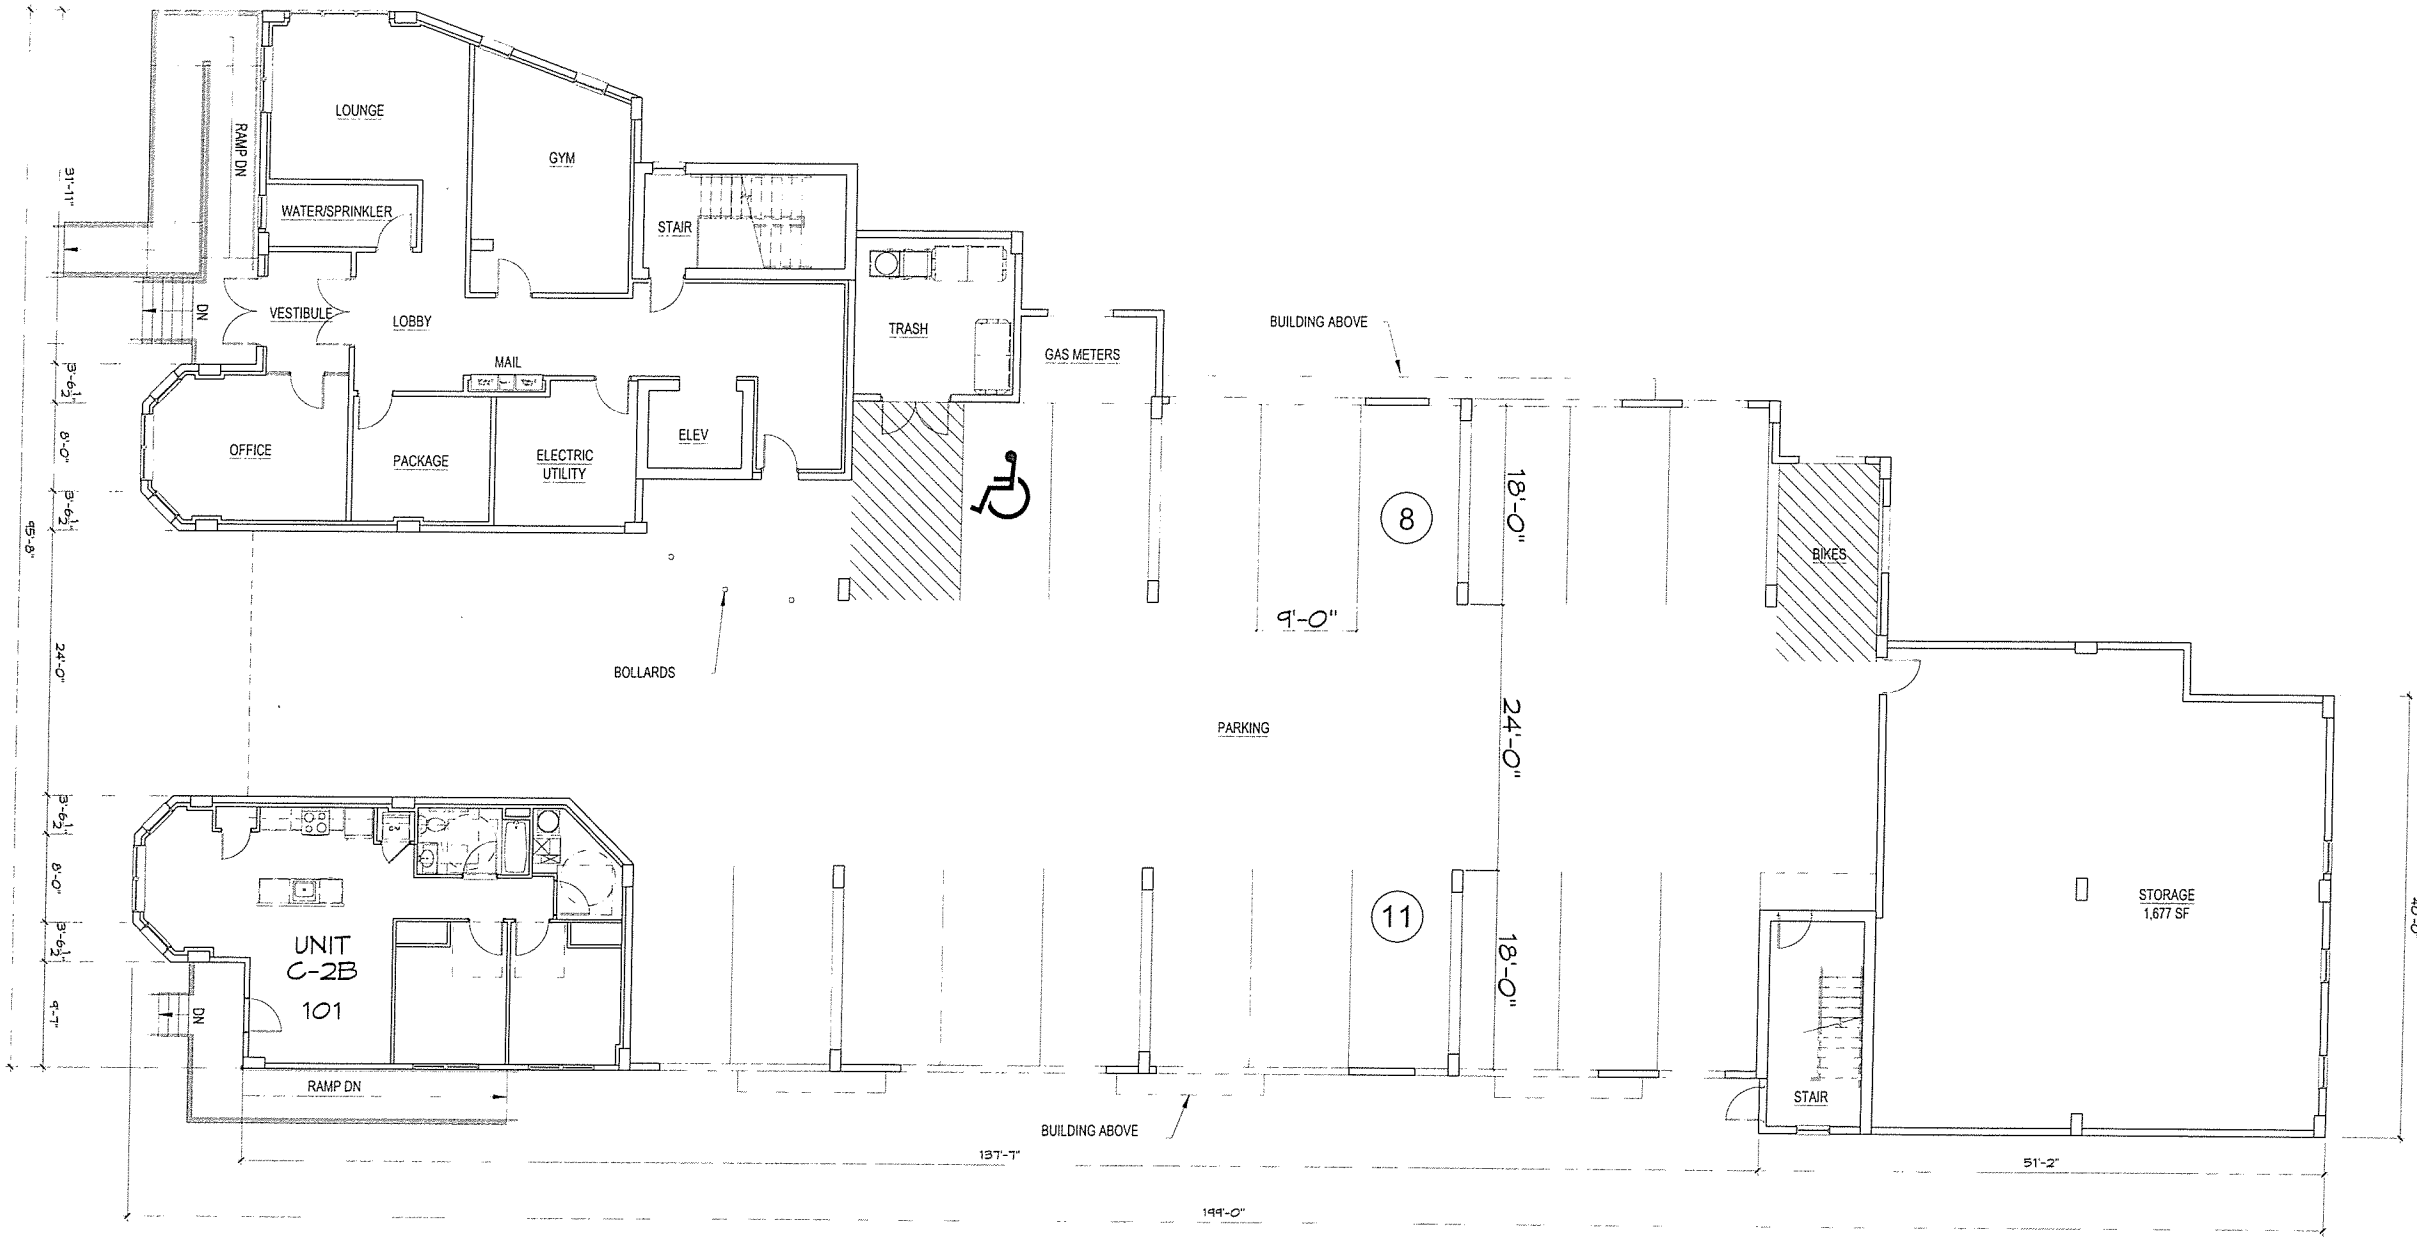 LOUNGE
RAMP DN
GYM
31'-11"
WATER/SPRINKLER
STAIR
DN
VESTIBULE
LOBBY
TRASH
BUILDING ABOVE
GAS METERS
MAIL
3'-6 1/2"
8'-0"
OFFICE
PACKAGE
ELECTRIC
UTILITY
ELEV
3'-6 1/2"
8
18'-0"
95'-8"
BIKES
9'-0"
24'-0"
BOLLARDS
PARKING
24'-0"
3'-6 1/2"
8'-0"
STORAGE
1,677 SF
40'-0"
11
3'-6 1/2"
UNIT
C-2B
101
18'-0"
9'-7"
DN
RAMP DN
STAIR
BUILDING ABOVE
137'-7"
51'-2"
199'-0"